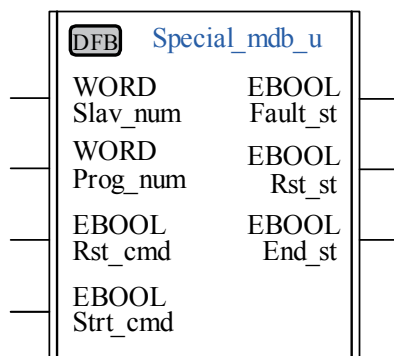 DFB Special_mdb_u
WORD EBOOL
Slav_num Fault_st
WORD EBOOL
Prog_num Rst_st
EBOOL EBOOL
Rst_cmd End_st
EBOOL
Strt_cmd